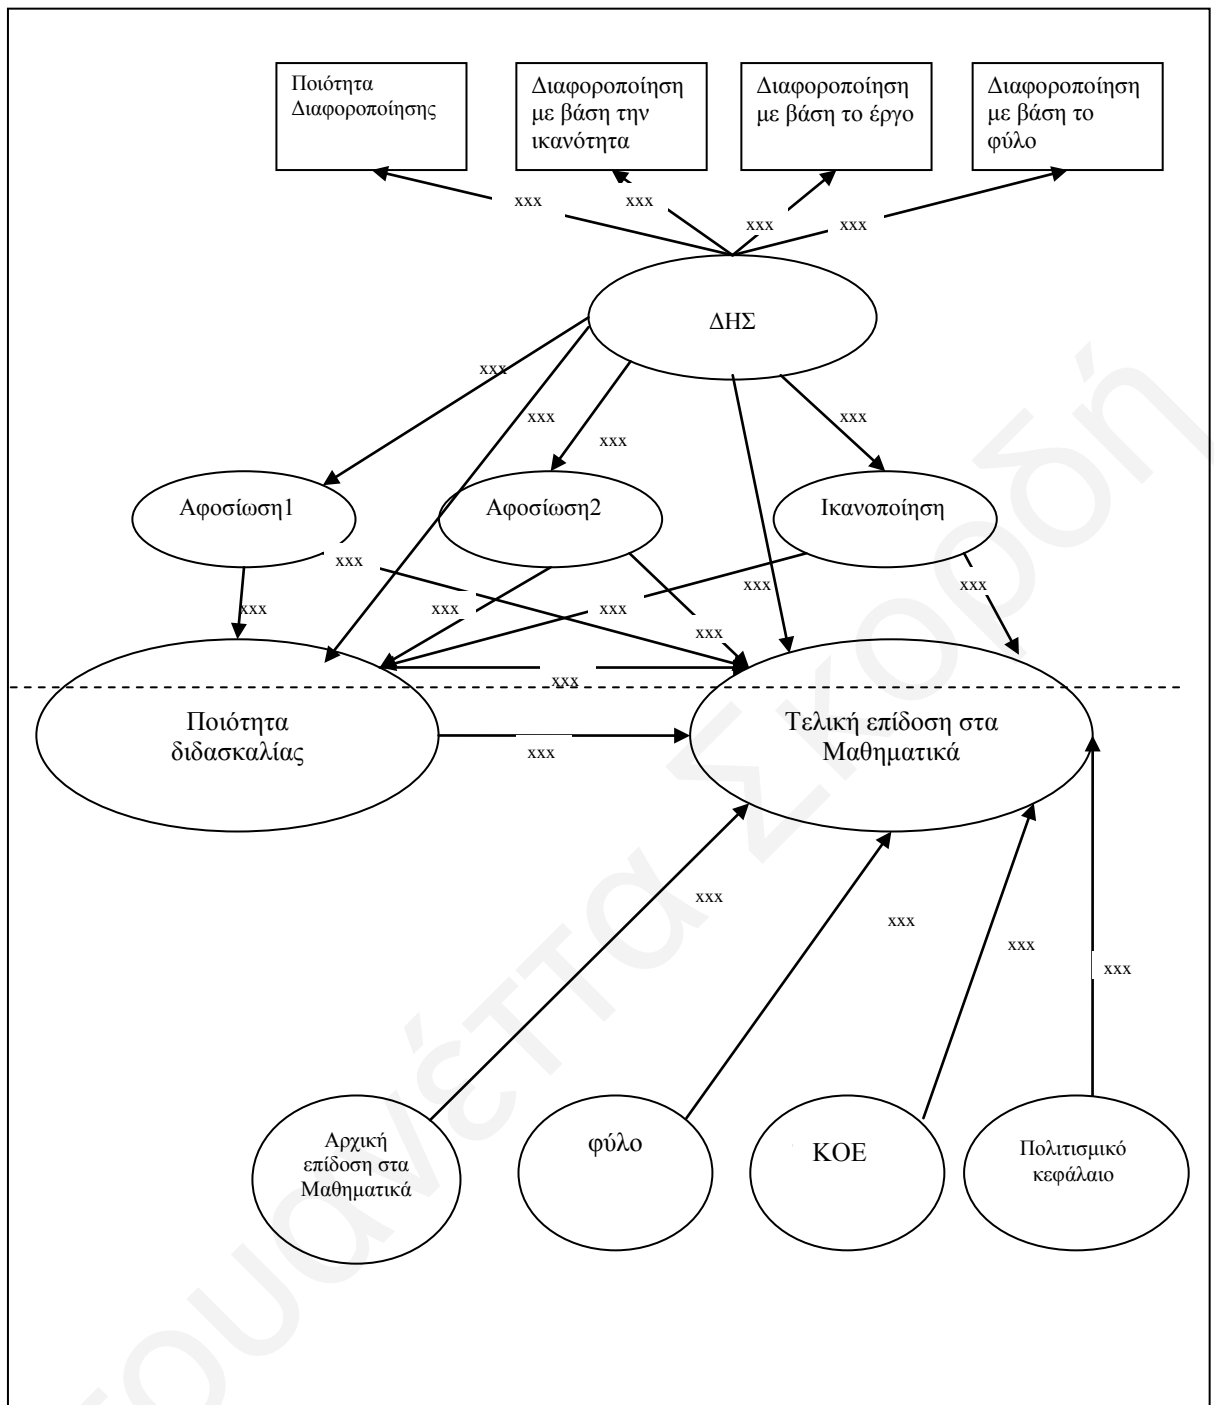 Ποιότητα
Διαφοροποίησης
Διαφοροποίηση
με βάση την
ικανότητα
Διαφοροποίηση
με βάση το έργο
Διαφοροποίηση
με βάση το
φύλο
xxx
xxx
xxx
xxx
ΔΗΣ
xxx
xxx
xxx
xxx
Αφοσίωση1
Αφοσίωση2
Ικανοποίηση
xxx
xxx
xxx
xxx
xxx
xxx
xxx
xxx
Ποιότητα
διδασκαλίας
Τελική επίδοση στα
Μαθηματικά
xxx
xxx
xxx
xxx
xxx
Αρχική
επίδοση στα
Μαθηματικά
φύλο
ΚΟΕ
Πολιτισμικό
κεφάλαιο
ουανέττα Σκορδή